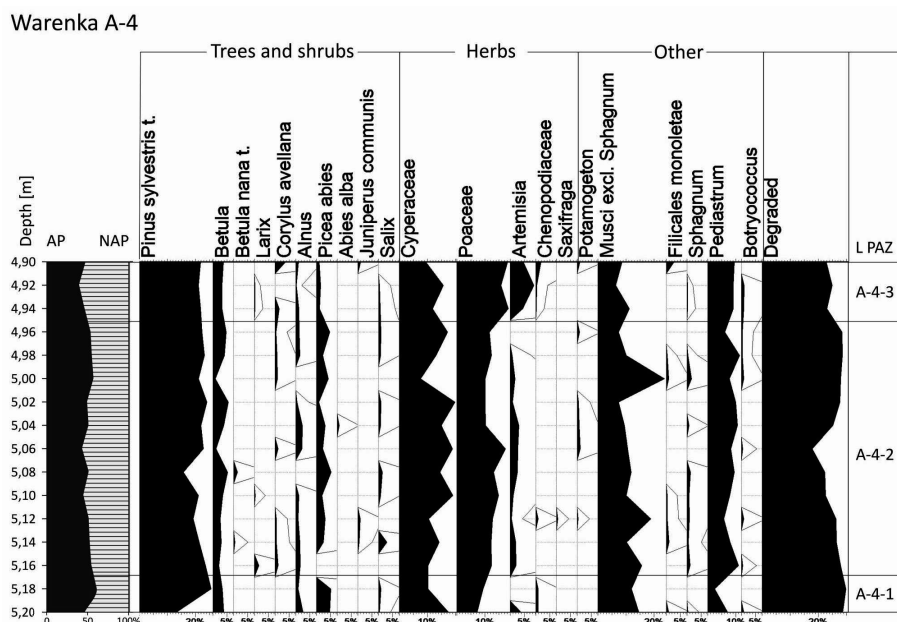 Warenka A-4
Trees and shrubs
Herbs
Other
Depth [m]
AP
NAP
Pinus sylvestris t.
Betula
Betula nana t.
Larix
Corylus avellana
Alnus
Picea abies
Abies alba
Juniperus communis
Salix
Cyperaceae
Poaceae
Artemisia
Chenopodiaceae
Saxifraga
Potamogeton
Musci excl. Sphagnum
Filicales monoletae
Sphagnum
Pediastrum
Botryococcus
Degraded
L PAZ
4,90
4,92
4,94
4,96
4,98
5,00
5,02
5,04
5,06
5,08
5,10
5,12
5,14
5,16
5,18
5,20
A-4-3
A-4-2
A-4-1
0 50 100% 20% 5% 5% 5% 5% 5% 5% 5% 5% 5% 10% 10% 5% 5% 5% 5% 20% 5% 5% 5% 5% 20%